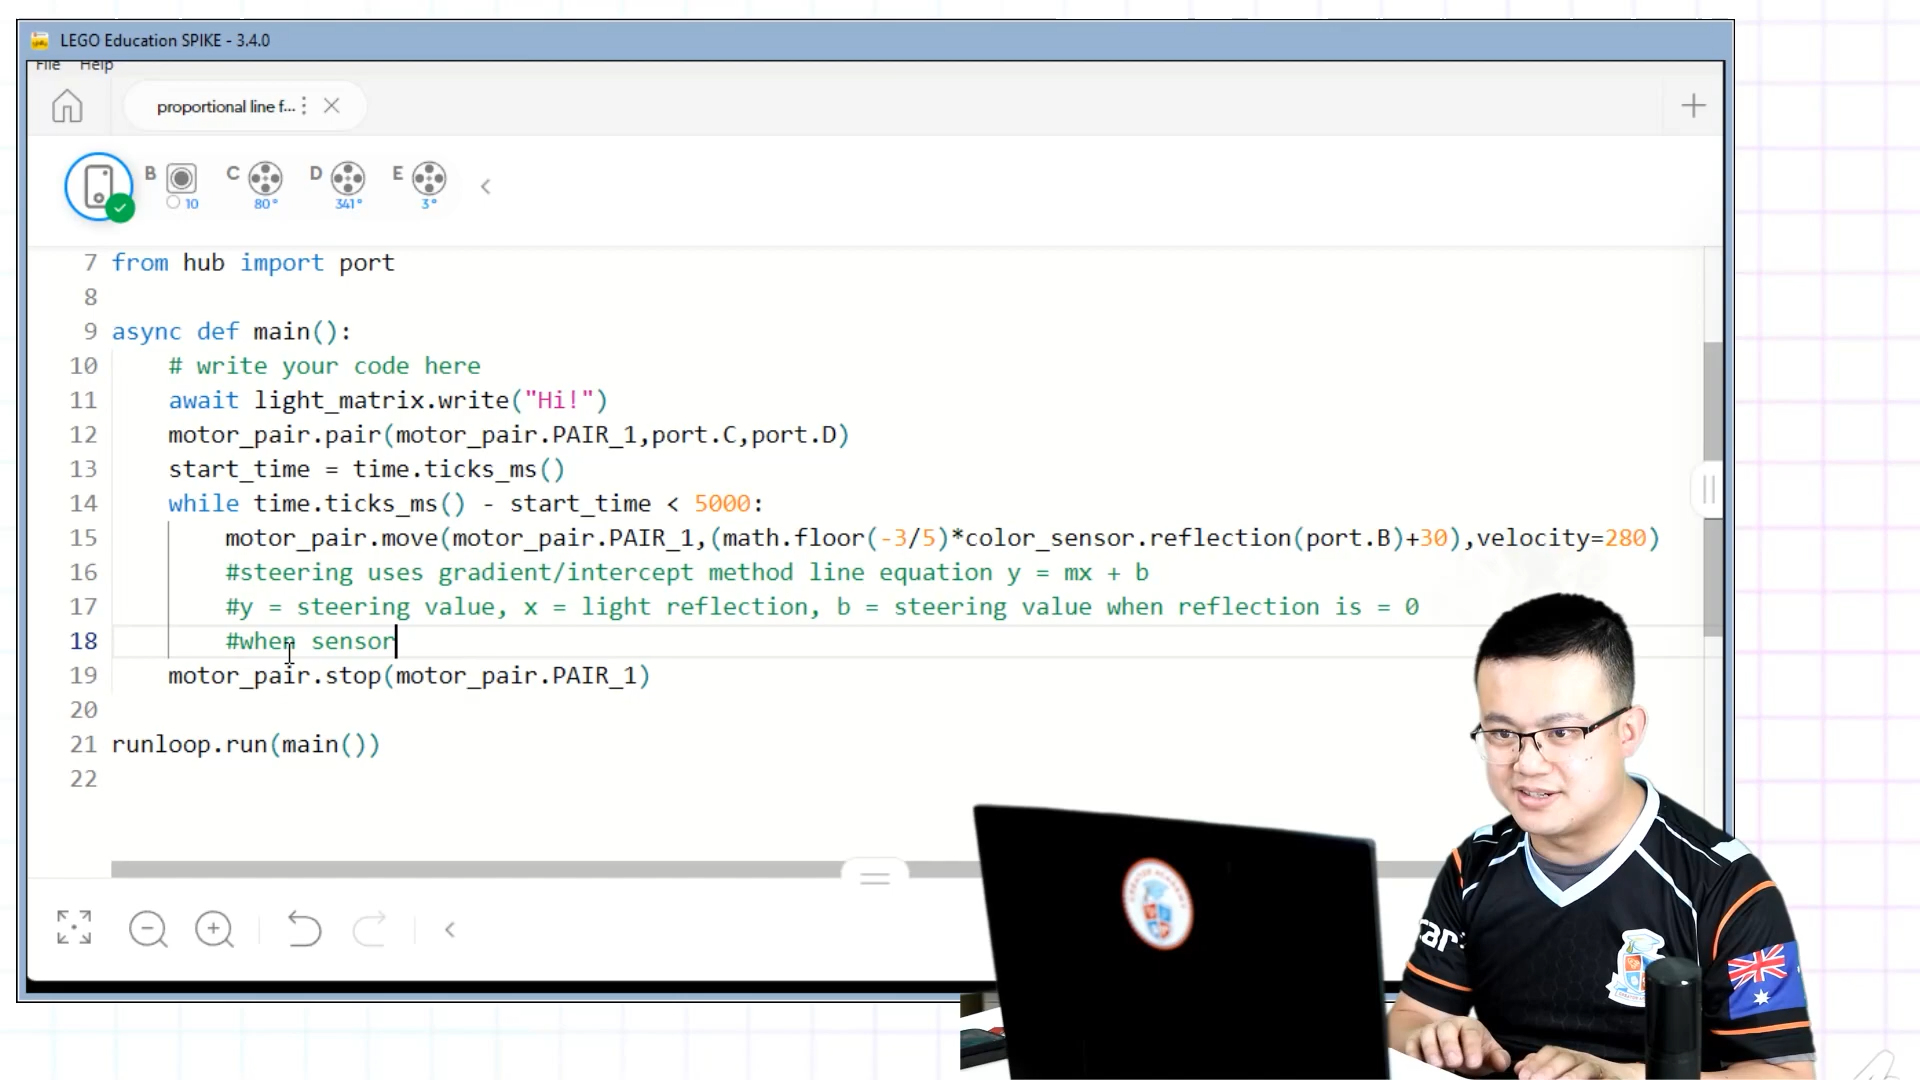 LEGO Education SPIKE - 3.4.0
File Help
proportional line f...
B C D E
10 80° 341° 3°
7 from hub import port
8
9 async def main():
10 # write your code here
11 await light_matrix.write("Hi!")
12 motor_pair.pair(motor_pair.PAIR_1,port.C,port.D)
13 start_time = time.ticks_ms()
14 while time.ticks_ms() - start_time < 5000:
15 motor_pair.move(motor_pair.PAIR_1,(math.floor(-3/5)*color_sensor.reflection(port.B)+30),velocity=280)
16 #steering uses gradient/intercept method line equation y = mx + b
17 #y = steering value, x = light reflection, b = steering value when reflection is = 0
18 #when sensor
19 motor_pair.stop(motor_pair.PAIR_1)
20
21 runloop.run(main())
22